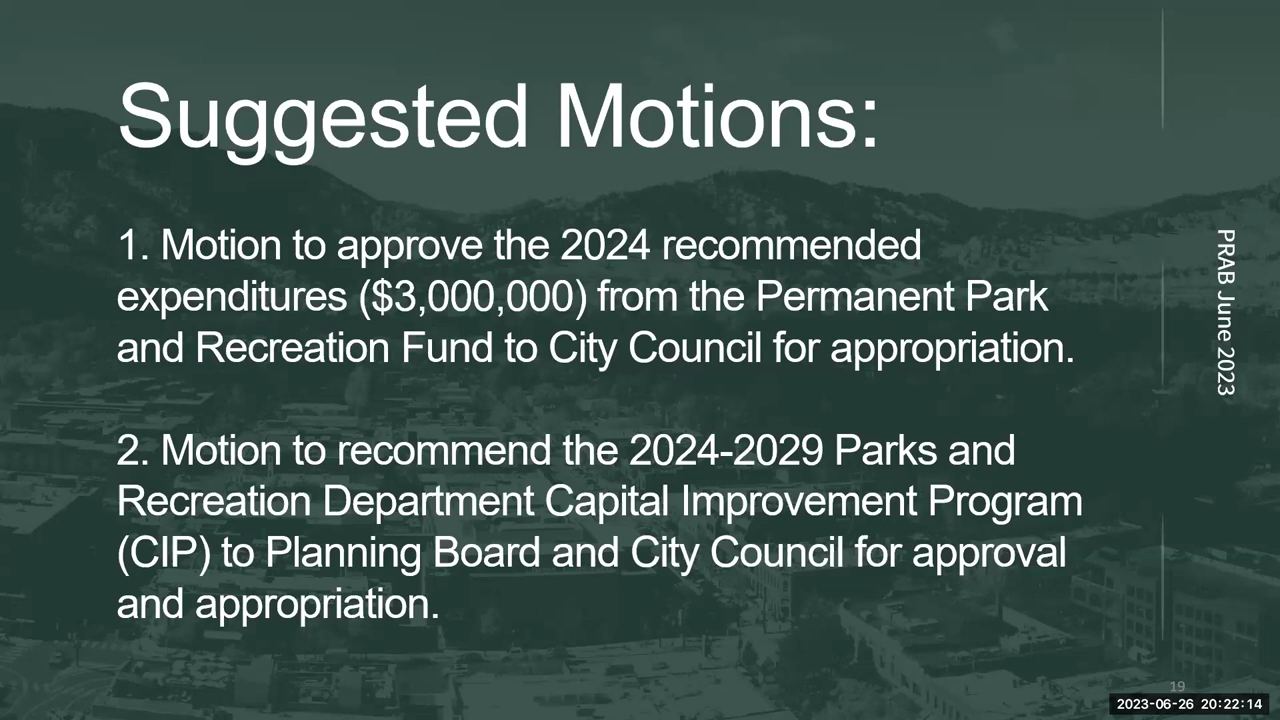 Suggested Motions:
1. Motion to approve the 2024 recommended
expenditures ($3,000,000) from the Permanent Park
and Recreation Fund to City Council for appropriation.
2. Motion to recommend the 2024-2029 Parks and
Recreation Department Capital Improvement Program
(CIP) to Planning Board and City Council for approval
and appropriation.
PRAB June 2023
19
2023-06-26 20:22:14